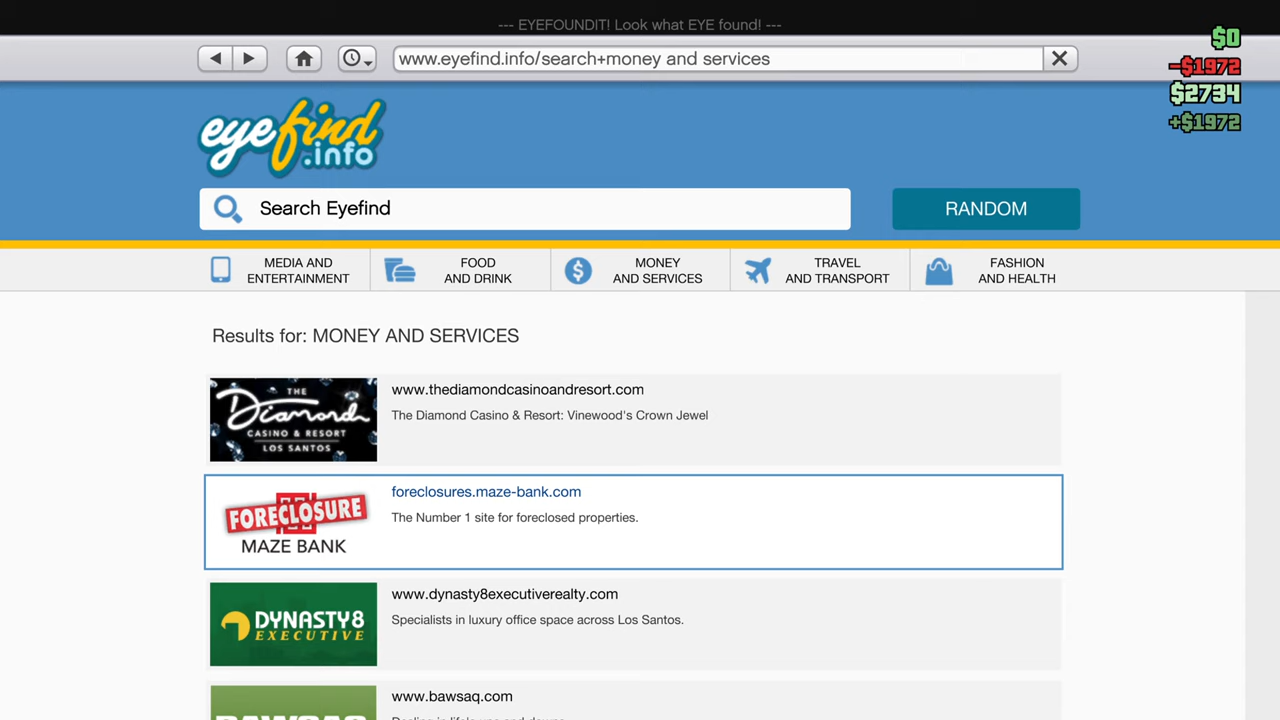 --- EYEFOUNDIT! Look what EYE found! ---
www.eyefind.info/search+money and services
$0
-$1972
$2734
+$1972
eyefind
.info
Search Eyefind
RANDOM
MEDIA AND
ENTERTAINMENT
FOOD
AND DRINK
MONEY
AND SERVICES
TRAVEL
AND TRANSPORT
FASHION
AND HEALTH
Results for: MONEY AND SERVICES
THE
Diamond
CASINO & RESORT
LOS SANTOS
www.thediamondcasinoandresort.com
The Diamond Casino & Resort: Vinewood's Crown Jewel
FORECLOSURE
MAZE BANK
foreclosures.maze-bank.com
The Number 1 site for foreclosed properties.
DYNASTY8
EXECUTIVE
www.dynasty8executiverealty.com
Specialists in luxury office space across Los Santos.
BAWSAQ
www.bawsaq.com